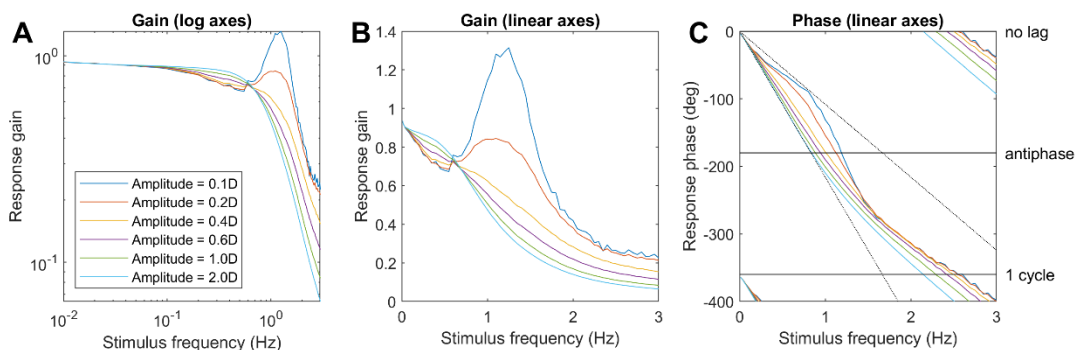 A
Gain (log axes)
10^0
10^-1
Response gain
Amplitude = 0.1D
Amplitude = 0.2D
Amplitude = 0.4D
Amplitude = 0.6D
Amplitude = 1.0D
Amplitude = 2.0D
10^-2
10^-1
10^0
Stimulus frequency (Hz)
B
Gain (linear axes)
1.4
1.2
1
0.8
0.6
0.4
0.2
0
Response gain
0
1
2
3
Stimulus frequency (Hz)
C
Phase (linear axes)
0
-100
-200
-300
-400
Response phase (deg)
no lag
antiphase
1 cycle
0
1
2
3
Stimulus frequency (Hz)